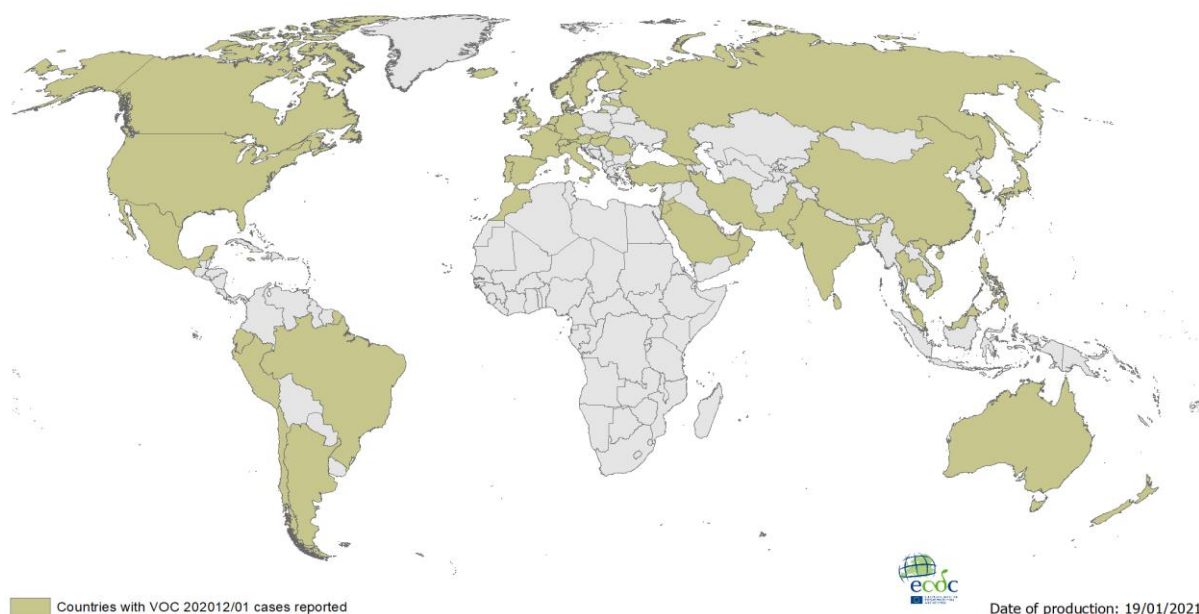 ecdc
Countries with VOC 202012/01 cases reported
Date of production: 19/01/2021